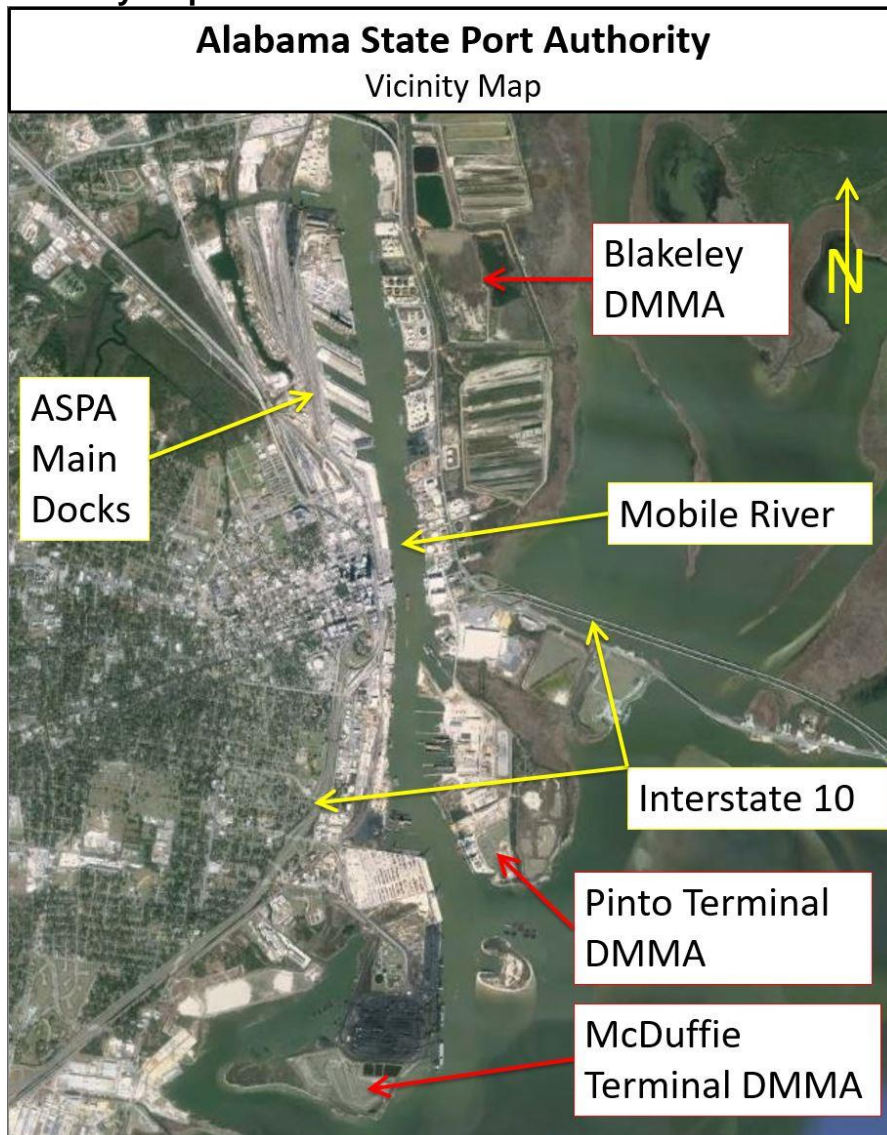 Alabama State Port Authority
Vicinity Map
Blakeley
DMMA
N
ASPA
Main
Docks
Mobile River
Interstate 10
Pinto Terminal
DMMA
McDuffie
Terminal DMMA